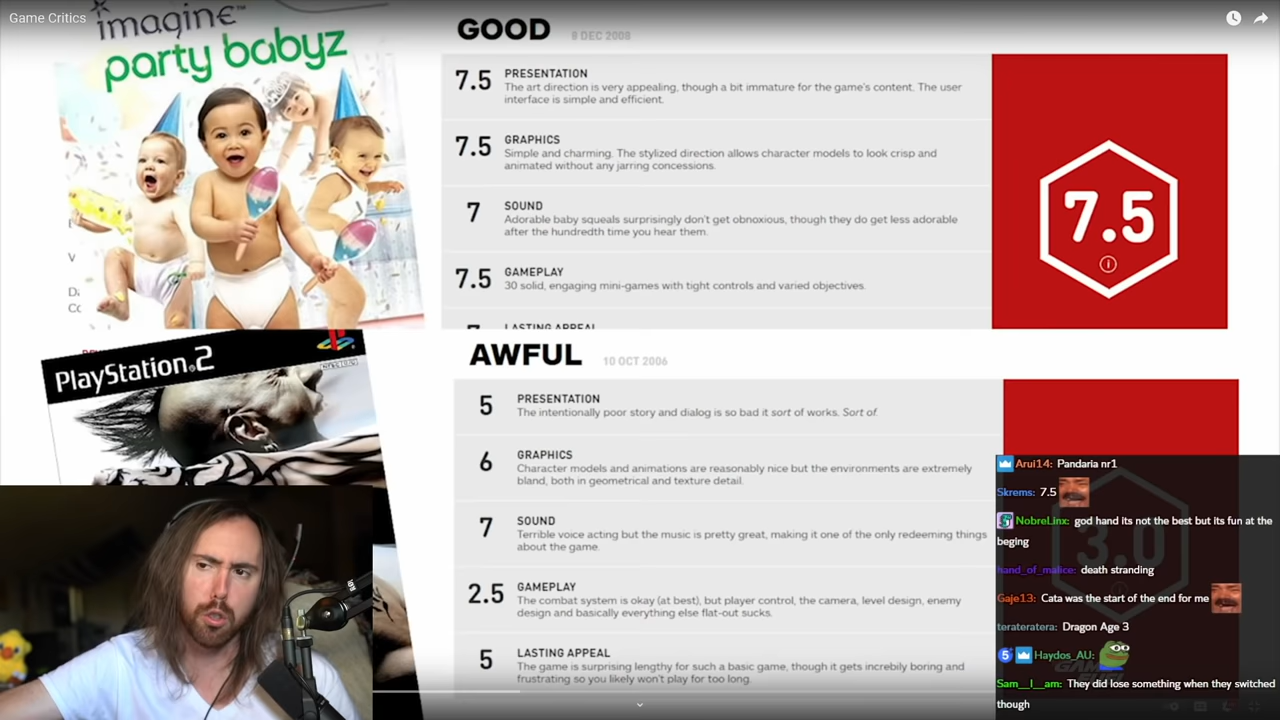 Game Critics
imagine™
party babyz
GOOD 8 DEC 2008
7.5 PRESENTATION
The art direction is very appealing, though a bit immature for the game's content. The user
interface is simple and efficient.
7.5 GRAPHICS
Simple and charming. The stylized direction allows character models to look crisp and
animated without any jarring concessions.
7 SOUND
Adorable baby squeals surprisingly don't get obnoxious, though they do get less adorable
after the hundredth time you hear them.
7.5 GAMEPLAY
30 solid, engaging mini-games with tight controls and varied objectives.
LASTING APPEAL
7.5
PlayStation.2
AWFUL 10 OCT 2006
5 PRESENTATION
The intentionally poor story and dialog is so bad it sort of works. Sort of.
6 GRAPHICS
Character models and animations are reasonably nice but the environments are extremely
bland, both in geometrical and texture detail.
7 SOUND
Terrible voice acting but the music is pretty great, making it one of the only redeeming things
about the game.
2.5 GAMEPLAY
The combat system is okay (at best), but player control, the camera, level design, enemy
design and basically everything else flat-out sucks.
5 LASTING APPEAL
The game is surprising lengthy for such a basic game, though it gets increbily boring and
frustrating so you likely won't play for too long.
3.0
Arui14: Pandaria nr1
Skrems: 7.5
NobreLinx: god hand its not the best but its fun at the
beging
hand_of_malice: death stranding
Gaje13: Cata was the start of the end for me
terateratera: Dragon Age 3
5 Haydos_AU:
Sam__I__am: They did lose something when they switched
though